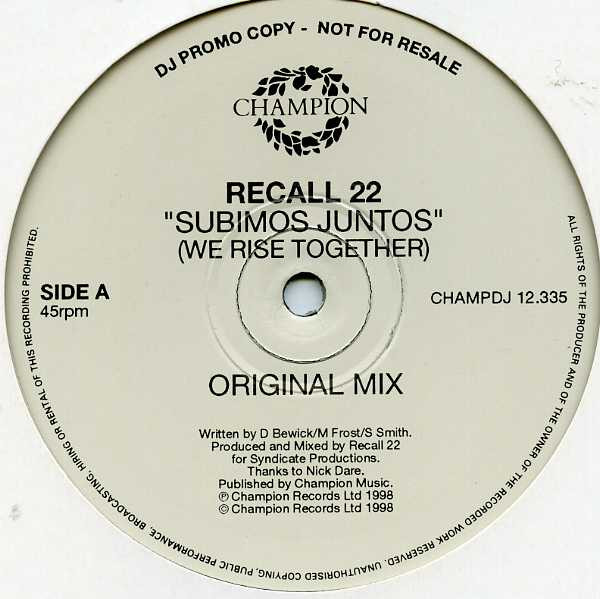 DJ PROMO COPY - NOT FOR RESALE
CHAMPION
RECALL 22
"SUBIMOS JUNTOS"
(WE RISE TOGETHER)
SIDE A
45rpm
CHAMPDJ 12.335
ORIGINAL MIX
Written by D Bewick/M Frost/S Smith.
Produced and Mixed by Recall 22
for Syndicate Productions.
Thanks to Nick Dare.
Published by Champion Music.
℗ Champion Records Ltd 1998
© Champion Records Ltd 1998
ALL RIGHTS OF THE PRODUCER AND OF THE OWNER OF THE RECORDED WORK RESERVED. UNAUTHORISED COPYING, PUBLIC PERFORMANCE, BROADCASTING, HIRING OR RENTAL OF THIS RECORDING PROHIBITED.